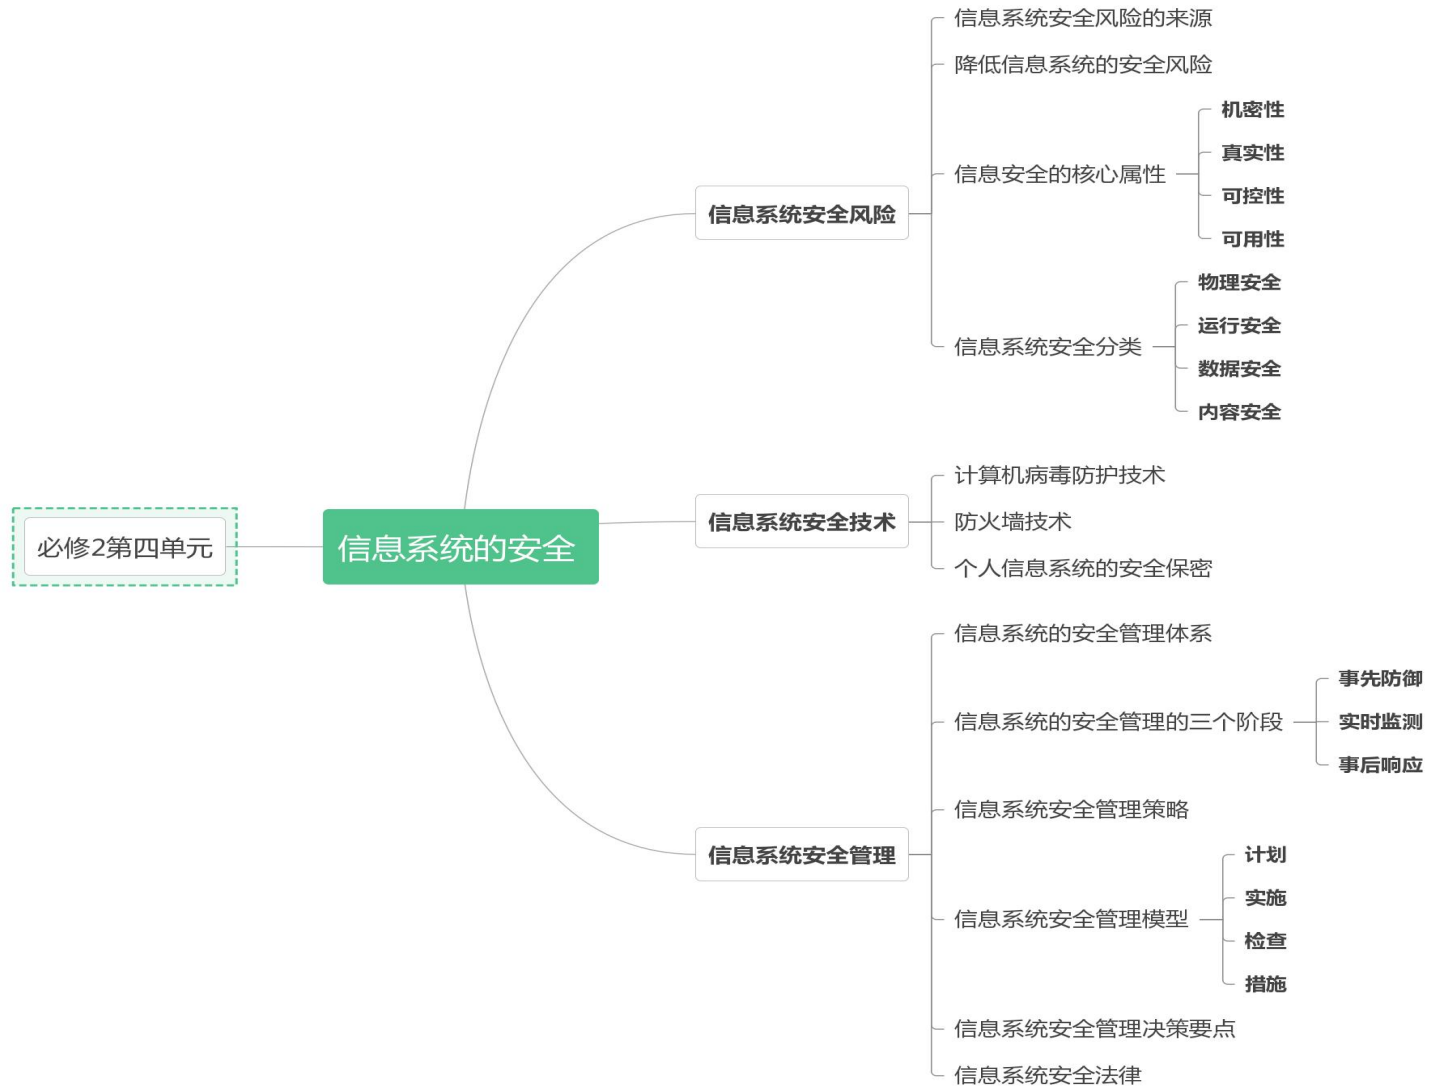 必修2第四单元
信息系统的安全
信息系统安全风险
信息系统安全风险的来源
降低信息系统的安全风险
信息安全的核心属性
机密性
真实性
可控性
可用性
信息系统安全分类
物理安全
运行安全
数据安全
内容安全
信息系统安全技术
计算机病毒防护技术
防火墙技术
个人信息系统的安全保密
信息系统安全管理
信息系统的安全管理体系
信息系统的安全管理的三个阶段
事先防御
实时监测
事后响应
信息系统安全管理策略
信息系统安全管理模型
计划
实施
检查
措施
信息系统安全管理决策要点
信息系统安全法律